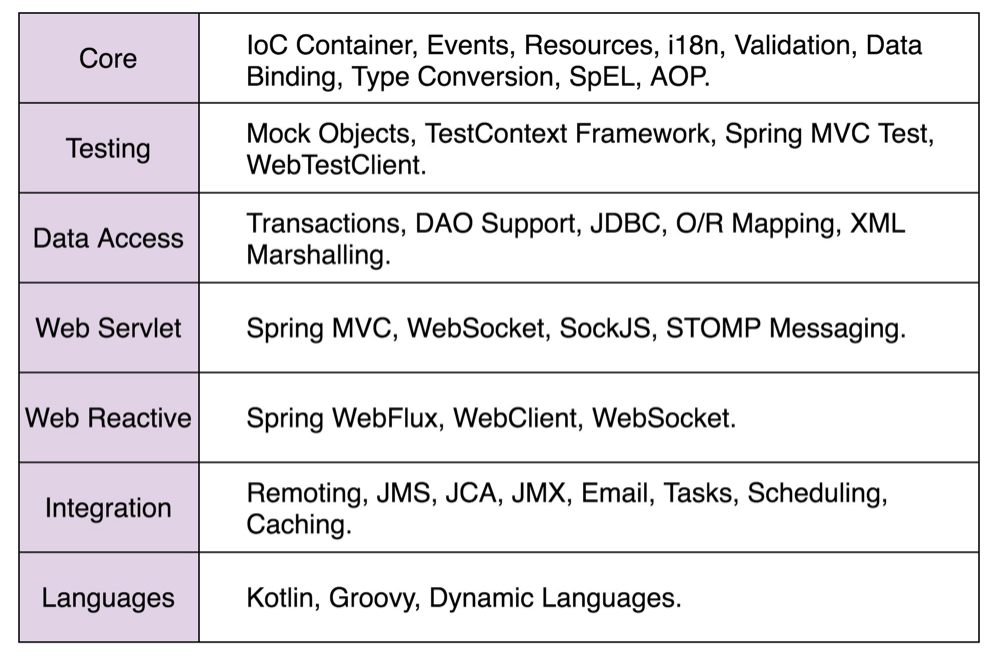 Core
IoC Container, Events, Resources, i18n, Validation, Data
Binding, Type Conversion, SpEL, AOP.
Testing
Mock Objects, TestContext Framework, Spring MVC Test,
WebTestClient.
Data Access
Transactions, DAO Support, JDBC, O/R Mapping, XML
Marshalling.
Web Servlet
Spring MVC, WebSocket, SockJS, STOMP Messaging.
Web Reactive
Spring WebFlux, WebClient, WebSocket.
Integration
Remoting, JMS, JCA, JMX, Email, Tasks, Scheduling,
Caching.
Languages
Kotlin, Groovy, Dynamic Languages.